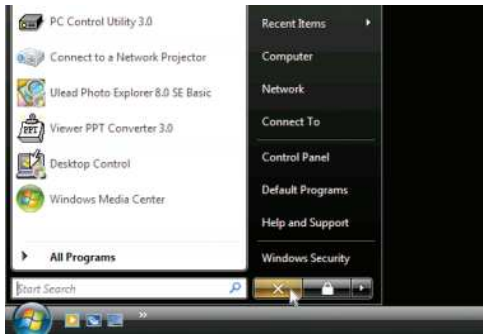 PC Control Utility 3.0
Connect to a Network Projector
Ulead Photo Explorer 8.0 SE Basic
PPT
Viewer PPT Converter 3.0
Desktop Control
Windows Media Center
All Programs
Start Search
Recent Items
Computer
Network
Connect To
Control Panel
Default Programs
Help and Support
Windows Security